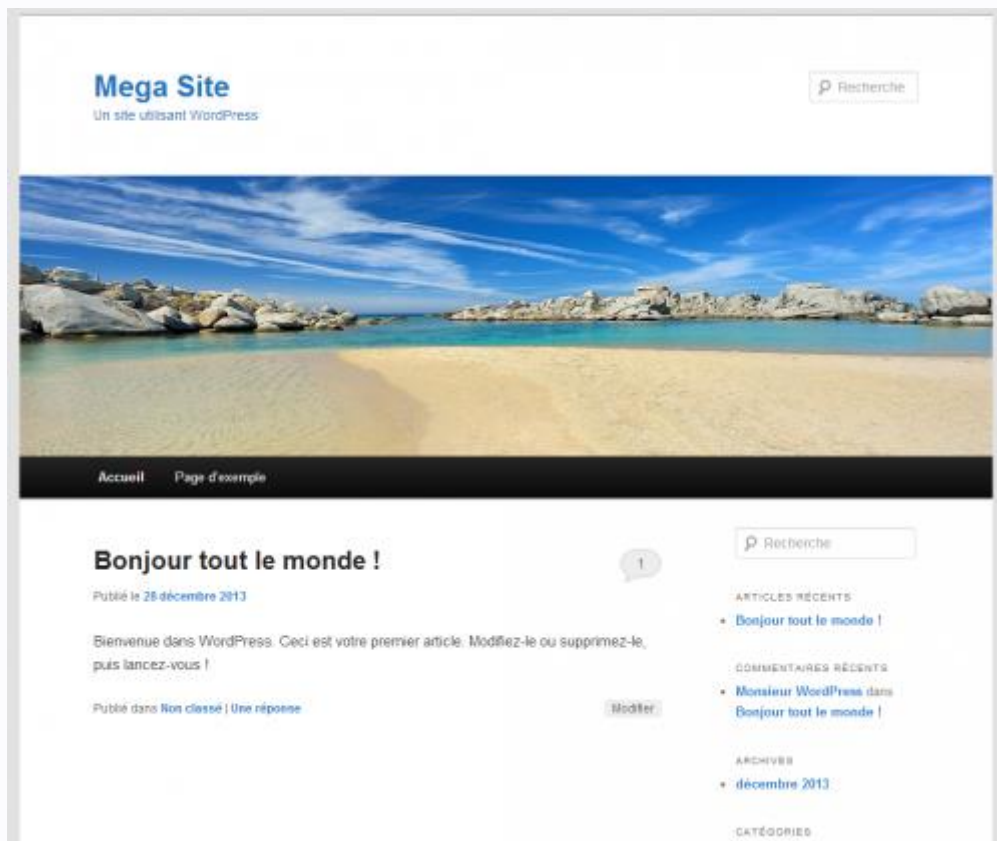 Mega Site
Un site utilisant WordPress
Recherche
Accueil Page d'exemple
Bonjour tout le monde !
1
Publié le 28 décembre 2013
Bienvenue dans WordPress. Ceci est votre premier article. Modifiez-le ou supprimez-le,
puis lancez-vous !
Publié dans Non classé | Une réponse
Modifier
Recherche
ARTICLES RÉCENTS
Bonjour tout le monde !
COMMENTAIRES RÉCENTS
Monsieur WordPress dans
Bonjour tout le monde !
ARCHIVES
décembre 2013
CATÉGORIES